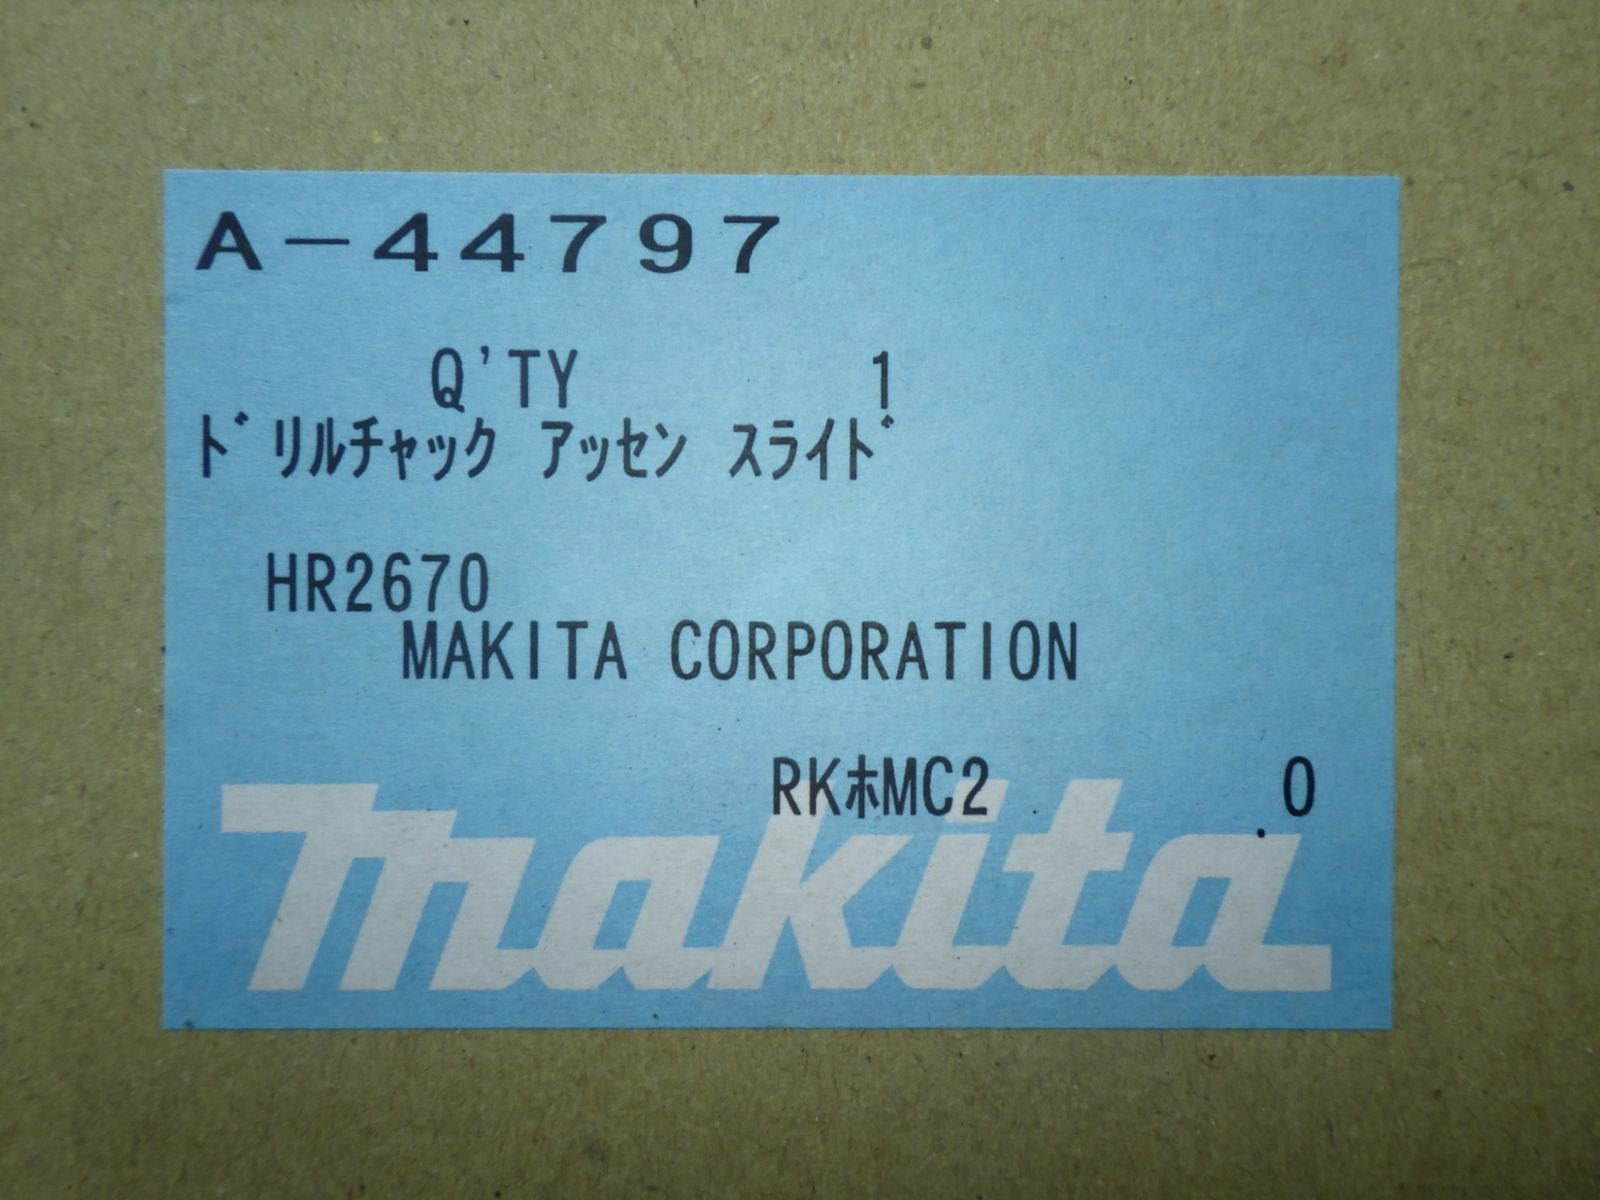 A-44797
Q'TY 1
ﾄﾞﾘﾙﾁｬｯｸ ｱｯｾﾝ ｽﾗｲﾄﾞ
HR2670
MAKITA CORPORATION
RKﾎMC2 0
makita